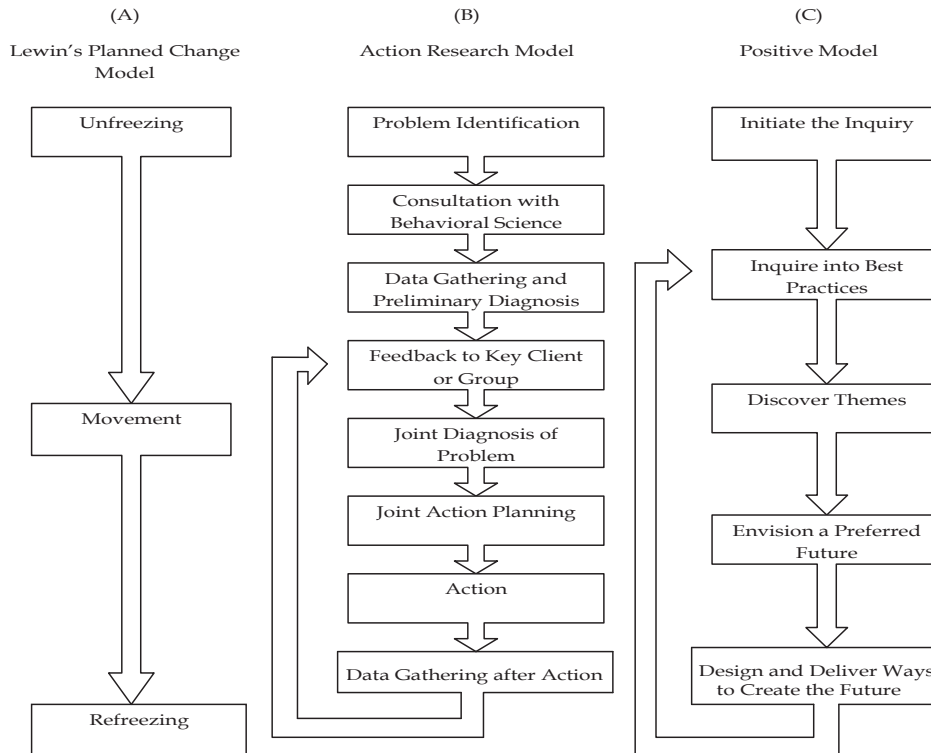 (A)
Lewin's Planned Change
Model
Unfreezing
Movement
Refreezing
(B)
Action Research Model
Problem Identification
Consultation with
Behavioral Science
Data Gathering and
Preliminary Diagnosis
Feedback to Key Client
or Group
Joint Diagnosis of
Problem
Joint Action Planning
Action
Data Gathering after Action
(C)
Positive Model
Initiate the Inquiry
Inquire into Best
Practices
Discover Themes
Envision a Preferred
Future
Design and Deliver Ways
to Create the Future